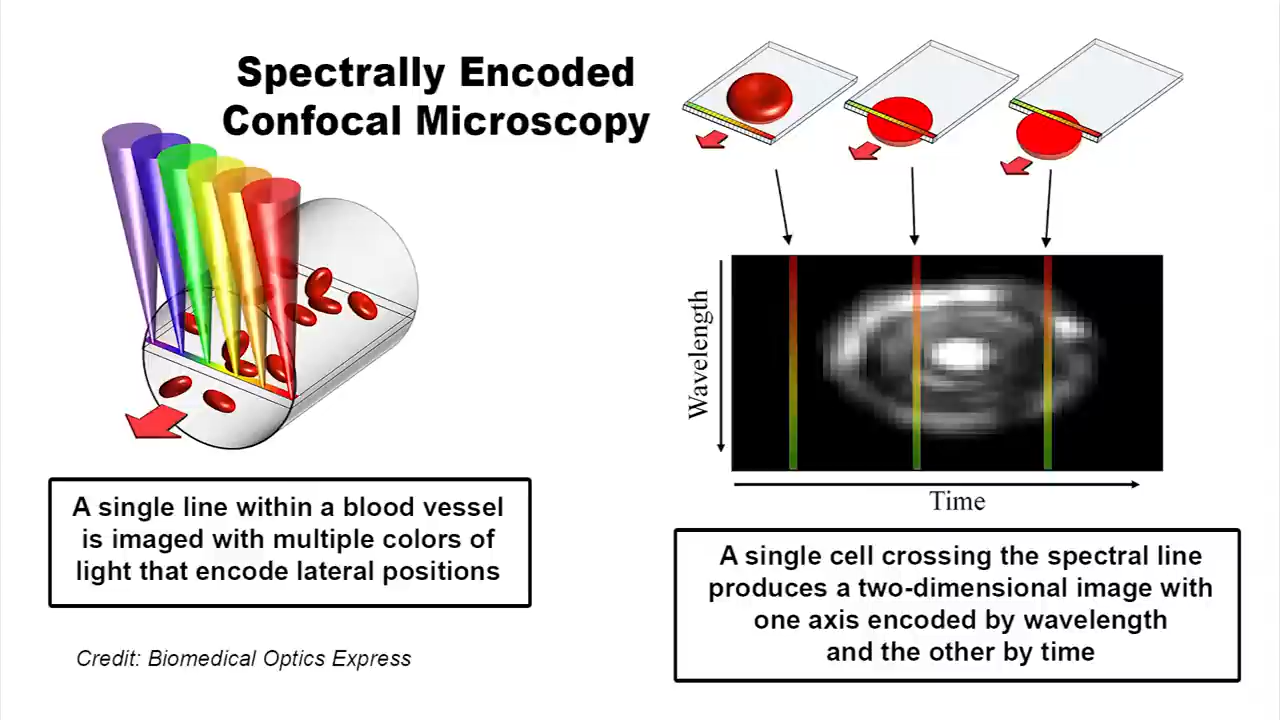 Spectrally Encoded
Confocal Microscopy
A single line within a blood vessel
is imaged with multiple colors of
light that encode lateral positions
Credit: Biomedical Optics Express
Wavelength
Time
A single cell crossing the spectral line
produces a two-dimensional image with
one axis encoded by wavelength
and the other by time